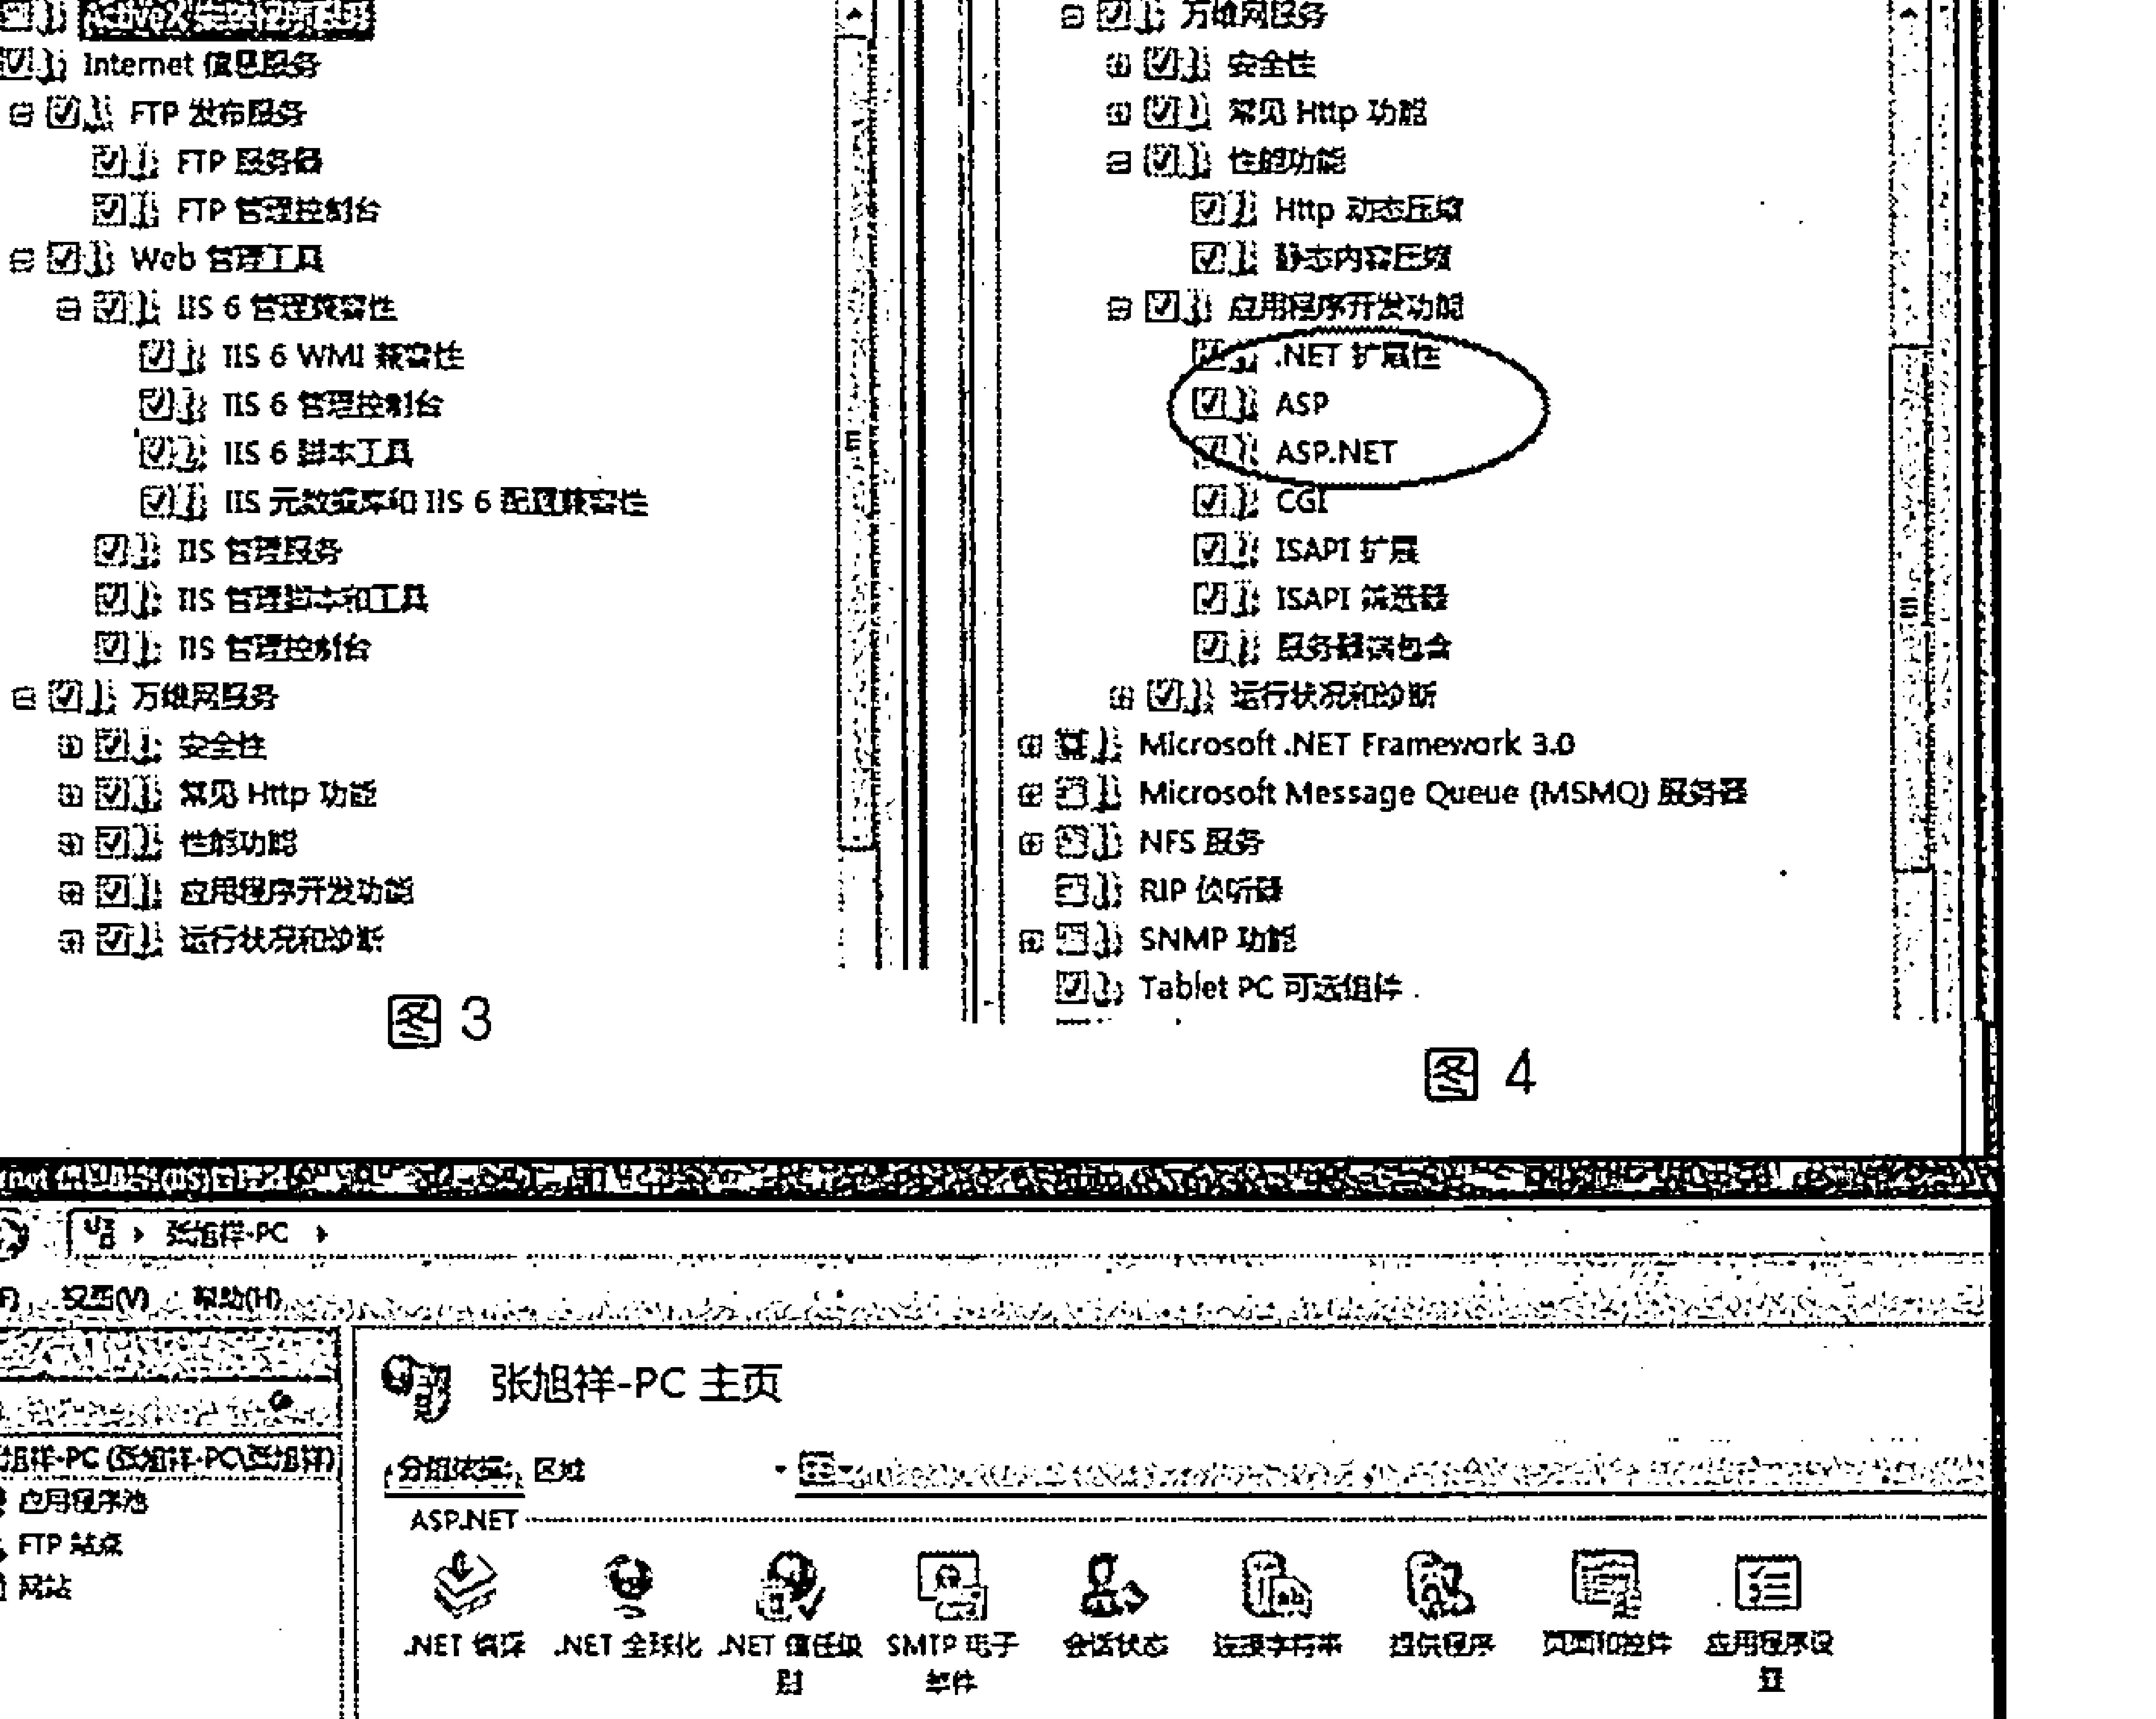 Internet 信息服务
FTP 发布服务
FTP 服务器
FTP 管理控制台
Web 管理工具
IIS 6 管理兼容性
IIS 6 WMI 兼容性
IIS 6 管理控制台
IIS 6 脚本工具
IIS 元数据库和 IIS 6 配置兼容性
IIS 管理服务
IIS 管理脚本和工具
IIS 管理控制台
万维网服务
安全性
常见 Http 功能
性能功能
应用程序开发功能
运行状况和诊断
图 3
万维网服务
安全性
常见 Http 功能
性能功能
Http 动态压缩
静态内容压缩
应用程序开发功能
.NET 扩展性
ASP
ASP.NET
CGI
ISAPI 扩展
ISAPI 筛选器
服务器端包含
运行状况和诊断
Microsoft .NET Framework 3.0
Microsoft Message Queue (MSMQ) 服务器
NFS 服务
RIP 侦听器
SNMP 功能
Tablet PC 可选组件
图 4
张旭祥-PC
视图(V) 帮助(H)
张旭祥-PC 主页
旭祥-PC (张旭祥-PC\张旭祥)
应用程序池
FTP 站点
网站
分组依据: 区域
ASP.NET
.NET 编译
.NET 全球化
.NET 信任级别
SMTP 电子邮件
会话状态
连接字符串
提供程序
页面和控件
应用程序设置